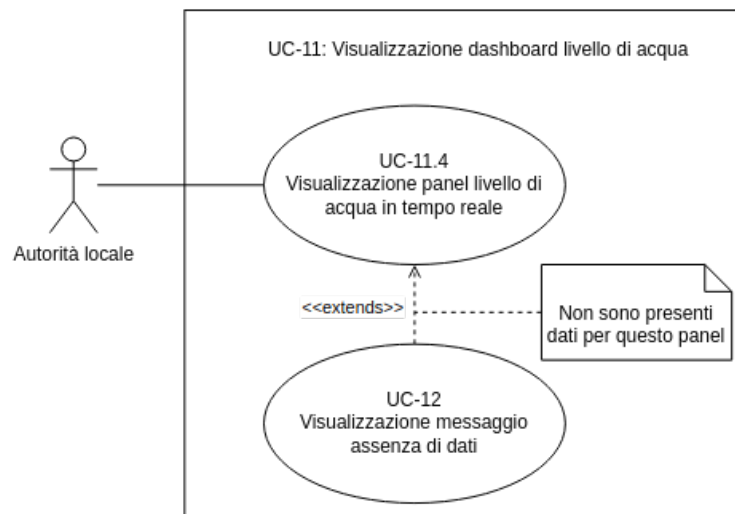 UC-11: Visualizzazione dashboard livello di acqua
UC-11.4
Visualizzazione panel livello di
acqua in tempo reale
Autorità locale
<<extends>>
Non sono presenti
dati per questo panel
UC-12
Visualizzazione messaggio
assenza di dati